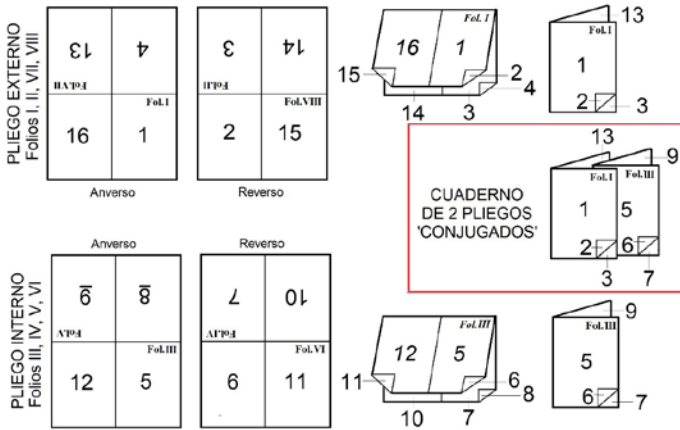 PLIEGO EXTERNO
Folios I, II, VII, VIII
13 4
Fol.VII
Fol.I
16 1
Anverso
3 14
Fol.II
Fol.VIII
2 15
Reverso
Fol. I
16 1
15
2
4
14 3
13
Fol.I
1
2
3
CUADERNO
DE 2 PLIEGOS
'CONJUGADOS'
13
9
Fol.I Fol.III
1 5
2 6
3 7
PLIEGO INTERNO
Folios III, IV, V, VI
Anverso
9 8
Fol.V
Fol.III
12 5
Reverso
7 10
Fol.IV
Fol.VI
6 11
Fol.III
12 5
11
6
8
10 7
9
Fol.III
5
6
7